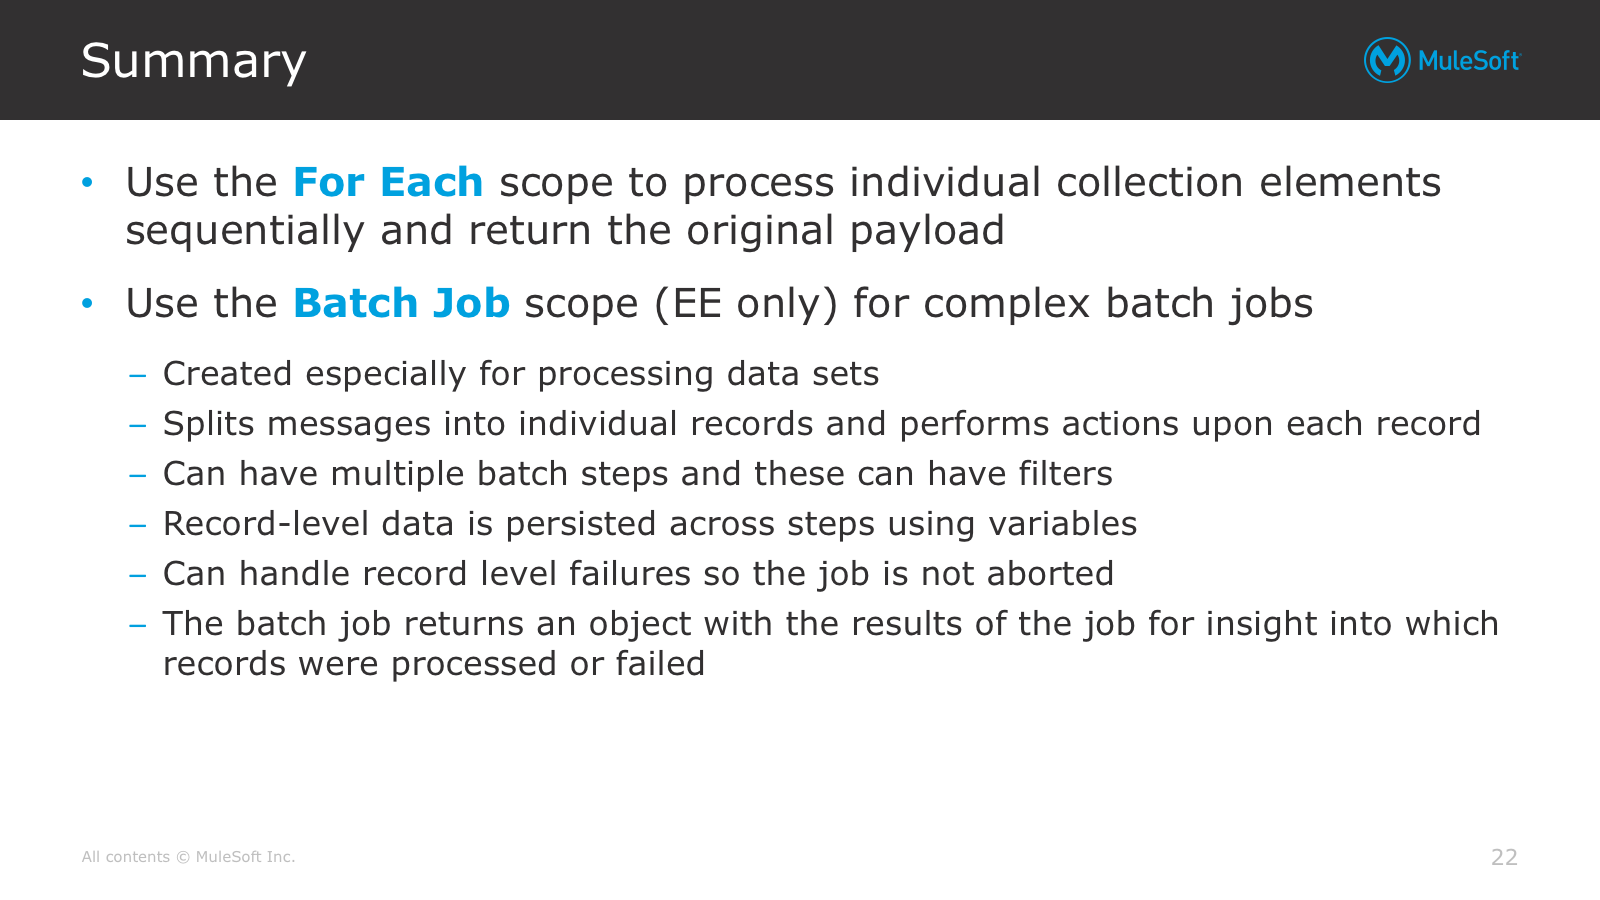 Summary
MuleSoft
• Use the For Each scope to process individual collection elements
sequentially and return the original payload
• Use the Batch Job scope (EE only) for complex batch jobs
– Created especially for processing data sets
– Splits messages into individual records and performs actions upon each record
– Can have multiple batch steps and these can have filters
– Record-level data is persisted across steps using variables
– Can handle record level failures so the job is not aborted
– The batch job returns an object with the results of the job for insight into which
records were processed or failed
All contents © MuleSoft Inc.
22